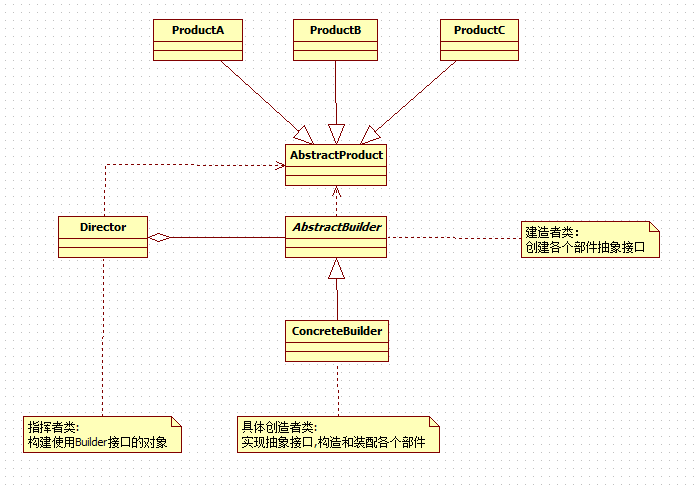 ProductA
ProductB
ProductC
AbstractProduct
Director
AbstractBuilder
建造者类：
创建各个部件抽象接口
ConcreteBuilder
指挥者类:
构建使用Builder接口的对象
具体创造者类:
实现抽象接口,构造和装配各个部件